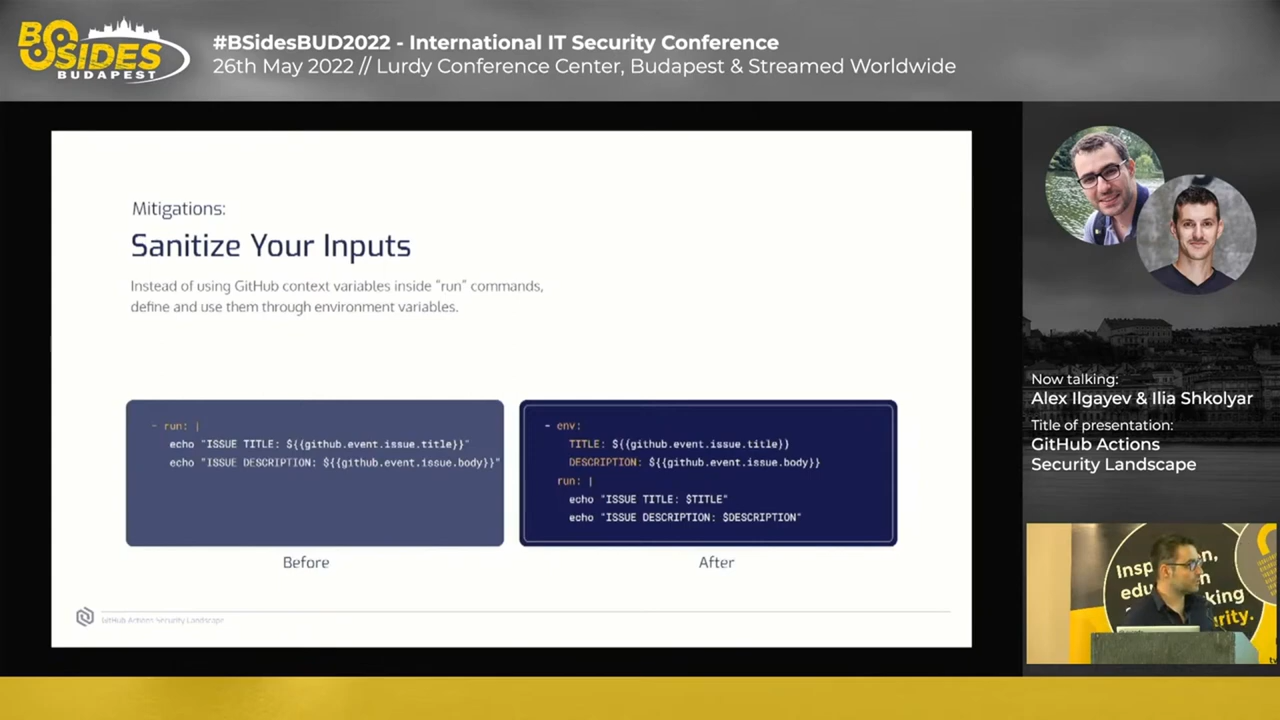 BSIDES
BUDAPEST
#BSidesBUD2022 - International IT Security Conference
26th May 2022 // Lurdy Conference Center, Budapest & Streamed Worldwide
Mitigations:
Sanitize Your Inputs
Instead of using GitHub context variables inside "run" commands,
define and use them through environment variables.
- run: |
echo "ISSUE TITLE: ${{github.event.issue.title}}"
echo "ISSUE DESCRIPTION: ${{github.event.issue.body}}"
Before
- env:
TITLE: ${{github.event.issue.title}}
DESCRIPTION: ${{github.event.issue.body}}
run: |
echo "ISSUE TITLE: $TITLE"
echo "ISSUE DESCRIPTION: $DESCRIPTION"
After
GitHub Actions Security Landscape
Now talking:
Alex Ilgayev & Ilia Shkolyar
Title of presentation:
GitHub Actions
Security Landscape